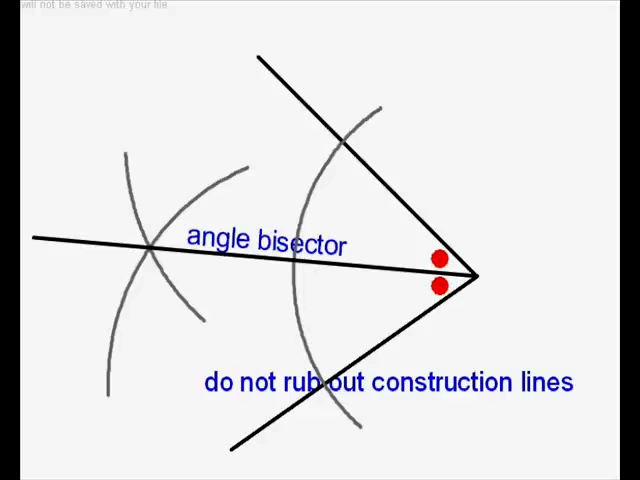 will not be saved with your file
angle bisector
do not rub out construction lines